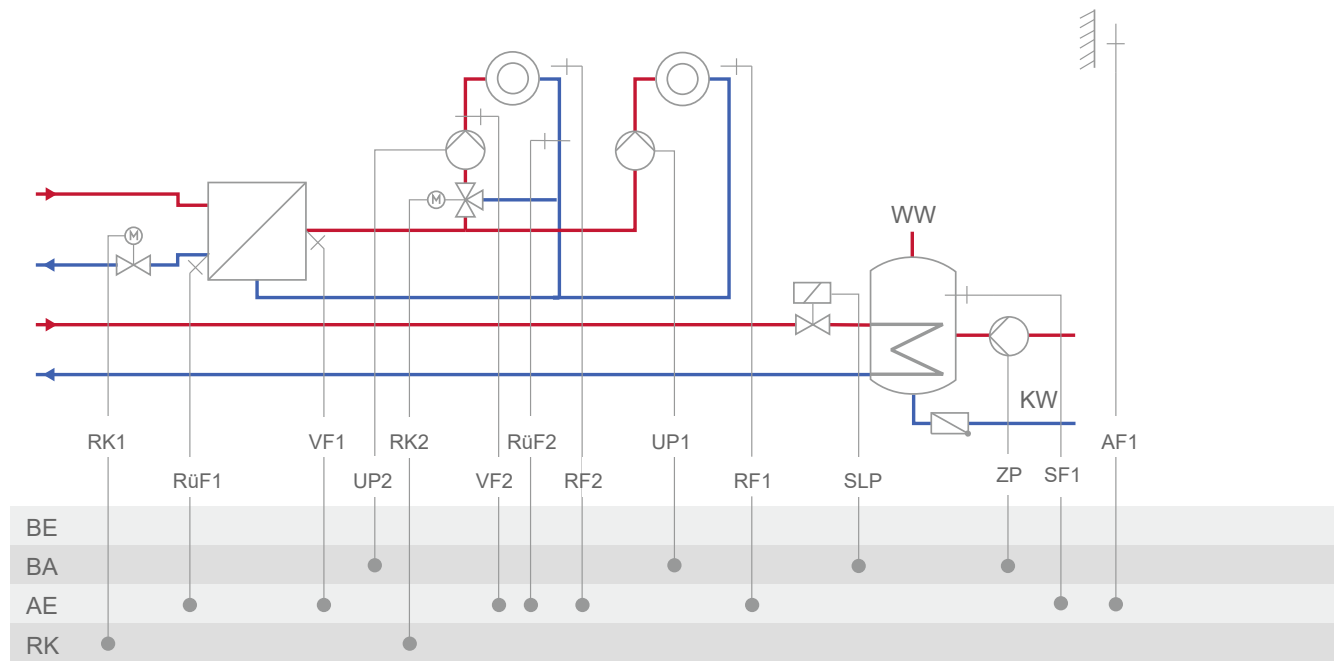 M
M
WW
KW
RK1
VF1
RK2
RüF2
UP1
AF1
RüF1
UP2
VF2
RF2
RF1
SLP
ZP
SF1
BE
BA
AE
RK